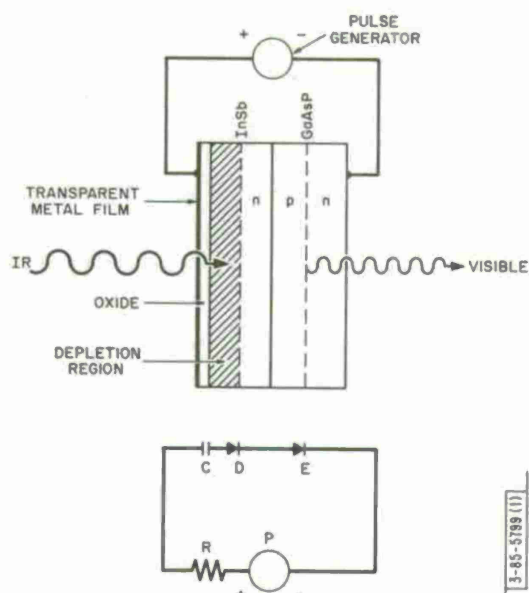 PULSE
GENERATOR
+ -
InSb
GaAsP
TRANSPARENT
METAL FILM
n p n
IR
VISIBLE
OXIDE
DEPLETION
REGION
C D E
R P
+ -
3-85-5799 (1)